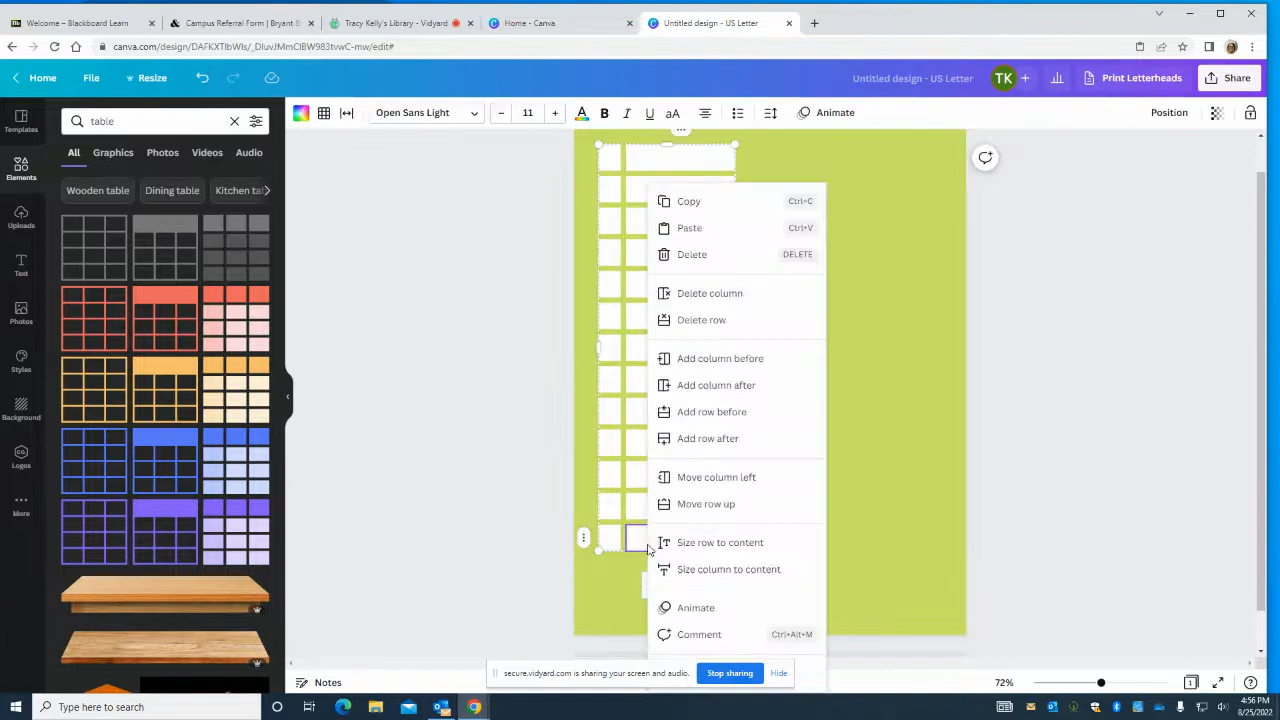 Welcome – Blackboard Learn
Campus Referral Form | Bryant &
Tracy Kelly's Library - Vidyard
Home - Canva
Untitled design - US Letter
canva.com/design/
Home
File
Resize
Untitled design - US Letter
TK
Print Letterheads
Share
table
Open Sans Light
11
B
I
U
aA
Animate
Position
Templates
Elements
Uploads
Text
Photos
Styles
Background
Logos
More
All
Graphics
Photos
Videos
Audio
Wooden table
Dining table
Kitchen tab
Copy
Ctrl+C
Paste
Ctrl+V
Delete
DELETE
Delete column
Delete row
Add column before
Add column after
Add row before
Add row after
Move column left
Move row up
Size row to content
Size column to content
Animate
Comment
Ctrl+Alt+M
secure.vidyard.com is sharing your screen and audio.
Stop sharing
Hide
Notes
72%
1
Type here to search
4:56 PM
8/25/2022